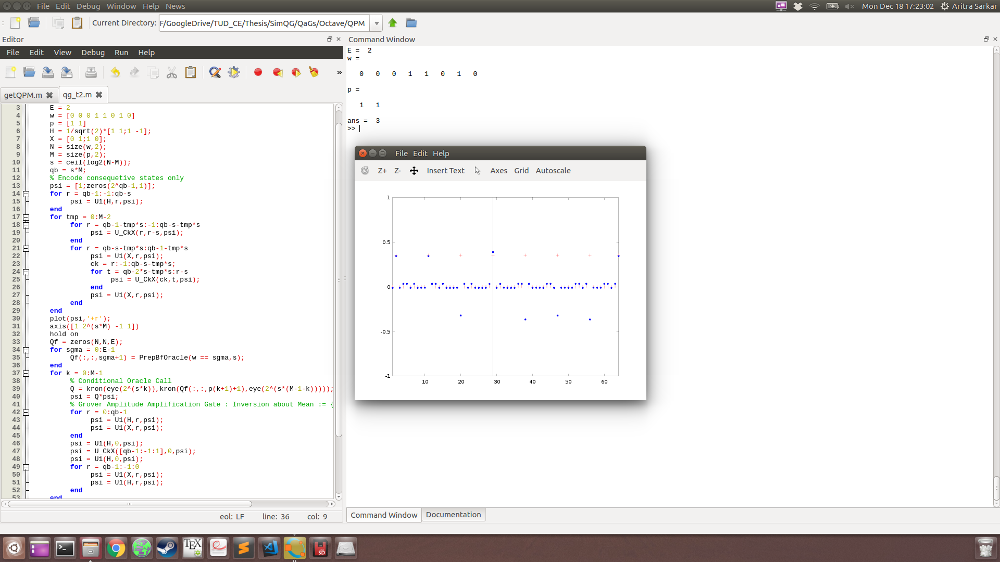 File Edit Debug Window Help News
Mon Dec 18 17:23:02 Aritra Sarkar
Current Directory: F/GoogleDrive/TUD_CE/Thesis/SimQG/QaGs/Octave/QPM
Editor
File Edit View Debug Run Help
»
getQPM.m qg_t2.m
3 E = 2
4 w = [0 0 0 1 1 0 1 0]
5 p = [1 1]
6 H = 1/sqrt(2)*[1 1;1 -1];
7 X = [0 1;1 0];
8 N = size(w,2);
9 M = size(p,2);
10 s = ceil(log2(N-M));
11 qb = s*M;
12 % Encode consequetive states only
13 psi = [1;zeros(2^qb-1,1)];
14 for r = qb-1:-1:qb-s
15 psi = U1(H,r,psi);
16 end
17 for tmp = 0:M-2
18 for r = qb-1-tmp*s:-1:qb-s-tmp*s
19 psi = U_CkX(r,r-s,psi);
20 end
21 for r = qb-s-tmp*s:qb-1-tmp*s
22 psi = U1(X,r,psi);
23 ck = r:-1:qb-s-tmp*s;
24 for t = qb-2*s-tmp*s:r-s
25 psi = U_CkX(ck,t,psi);
26 end
27 psi = U1(X,r,psi);
28 end
29 end
30 plot(psi,'+r');
31 axis([1 2^(s*M) -1 1])
32 hold on
33 Qf = zeros(N,N,E);
34 for sgma = 0:E-1
35 Qf(:,:,sgma+1) = PrepBfOracle(w == sgma,s);
36 end
37 for k = 0:M-1
38 % Conditional Oracle Call
39 Q = kron(eye(2^(s*k)),kron(Qf(:,:,p(k+1)+1),eye(2^(s*(M-1-k)))));
40 psi = Q*psi;
41 % Grover Amplitude Amplification Gate : Inversion about Mean := {
42 for r = 0:qb-1
43 psi = U1(H,r,psi);
44 psi = U1(X,r,psi);
45 end
46 psi = U1(H,0,psi);
47 psi = U_CkX([qb-1:-1:1],0,psi);
48 psi = U1(H,0,psi);
49 for r = qb-1:-1:0
50 psi = U1(X,r,psi);
51 psi = U1(H,r,psi);
52 end
53 end
eol: LF line: 36 col: 9
Command Window
E = 2
w =
0 0 0 1 1 0 1 0
p =
1 1
ans = 3
>>
File Edit Help
Z+ Z- Insert Text Axes Grid Autoscale
1
0.5
0
-0.5
-1
10 20 30 40 50 60
Command Window Documentation
TEX
SD